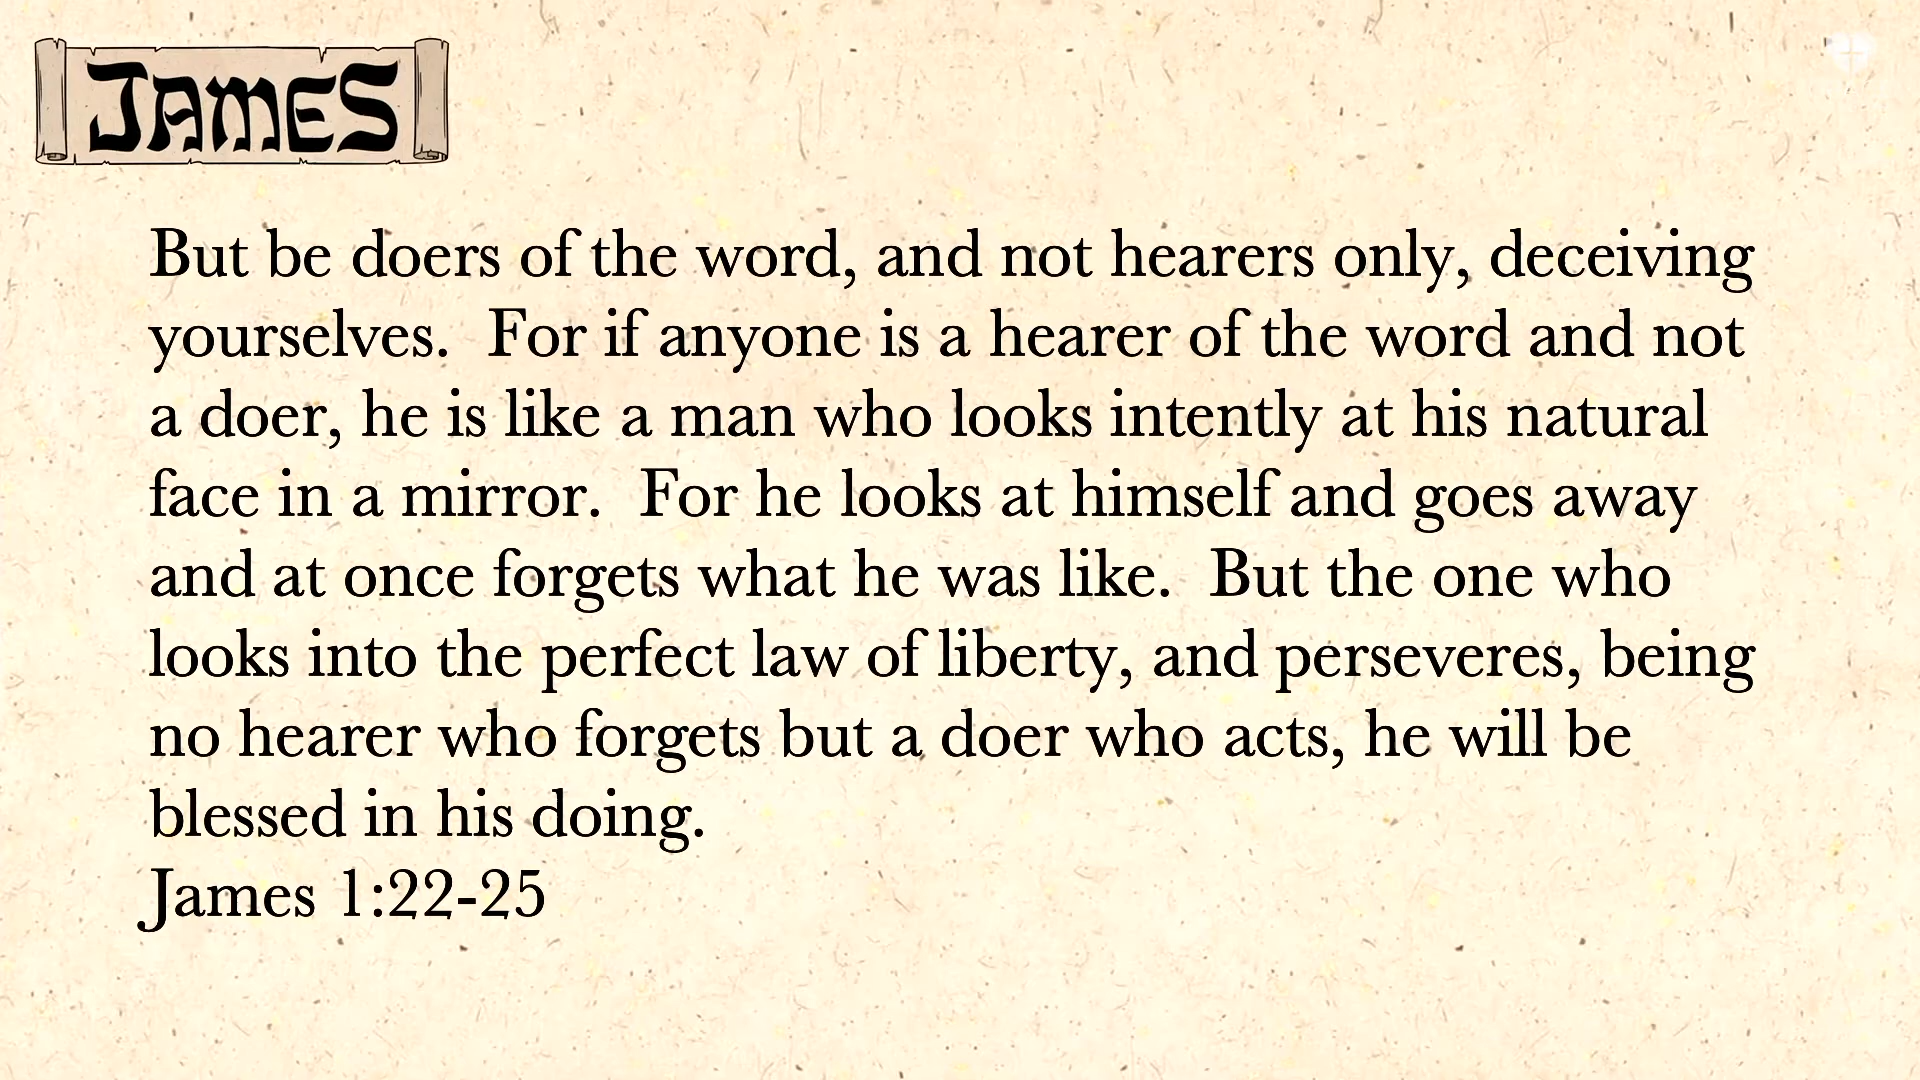 JAMES
But be doers of the word, and not hearers only, deceiving
yourselves.  For if anyone is a hearer of the word and not
a doer, he is like a man who looks intently at his natural
face in a mirror.  For he looks at himself and goes away
and at once forgets what he was like.  But the one who
looks into the perfect law of liberty, and perseveres, being
no hearer who forgets but a doer who acts, he will be
blessed in his doing.
James 1:22-25